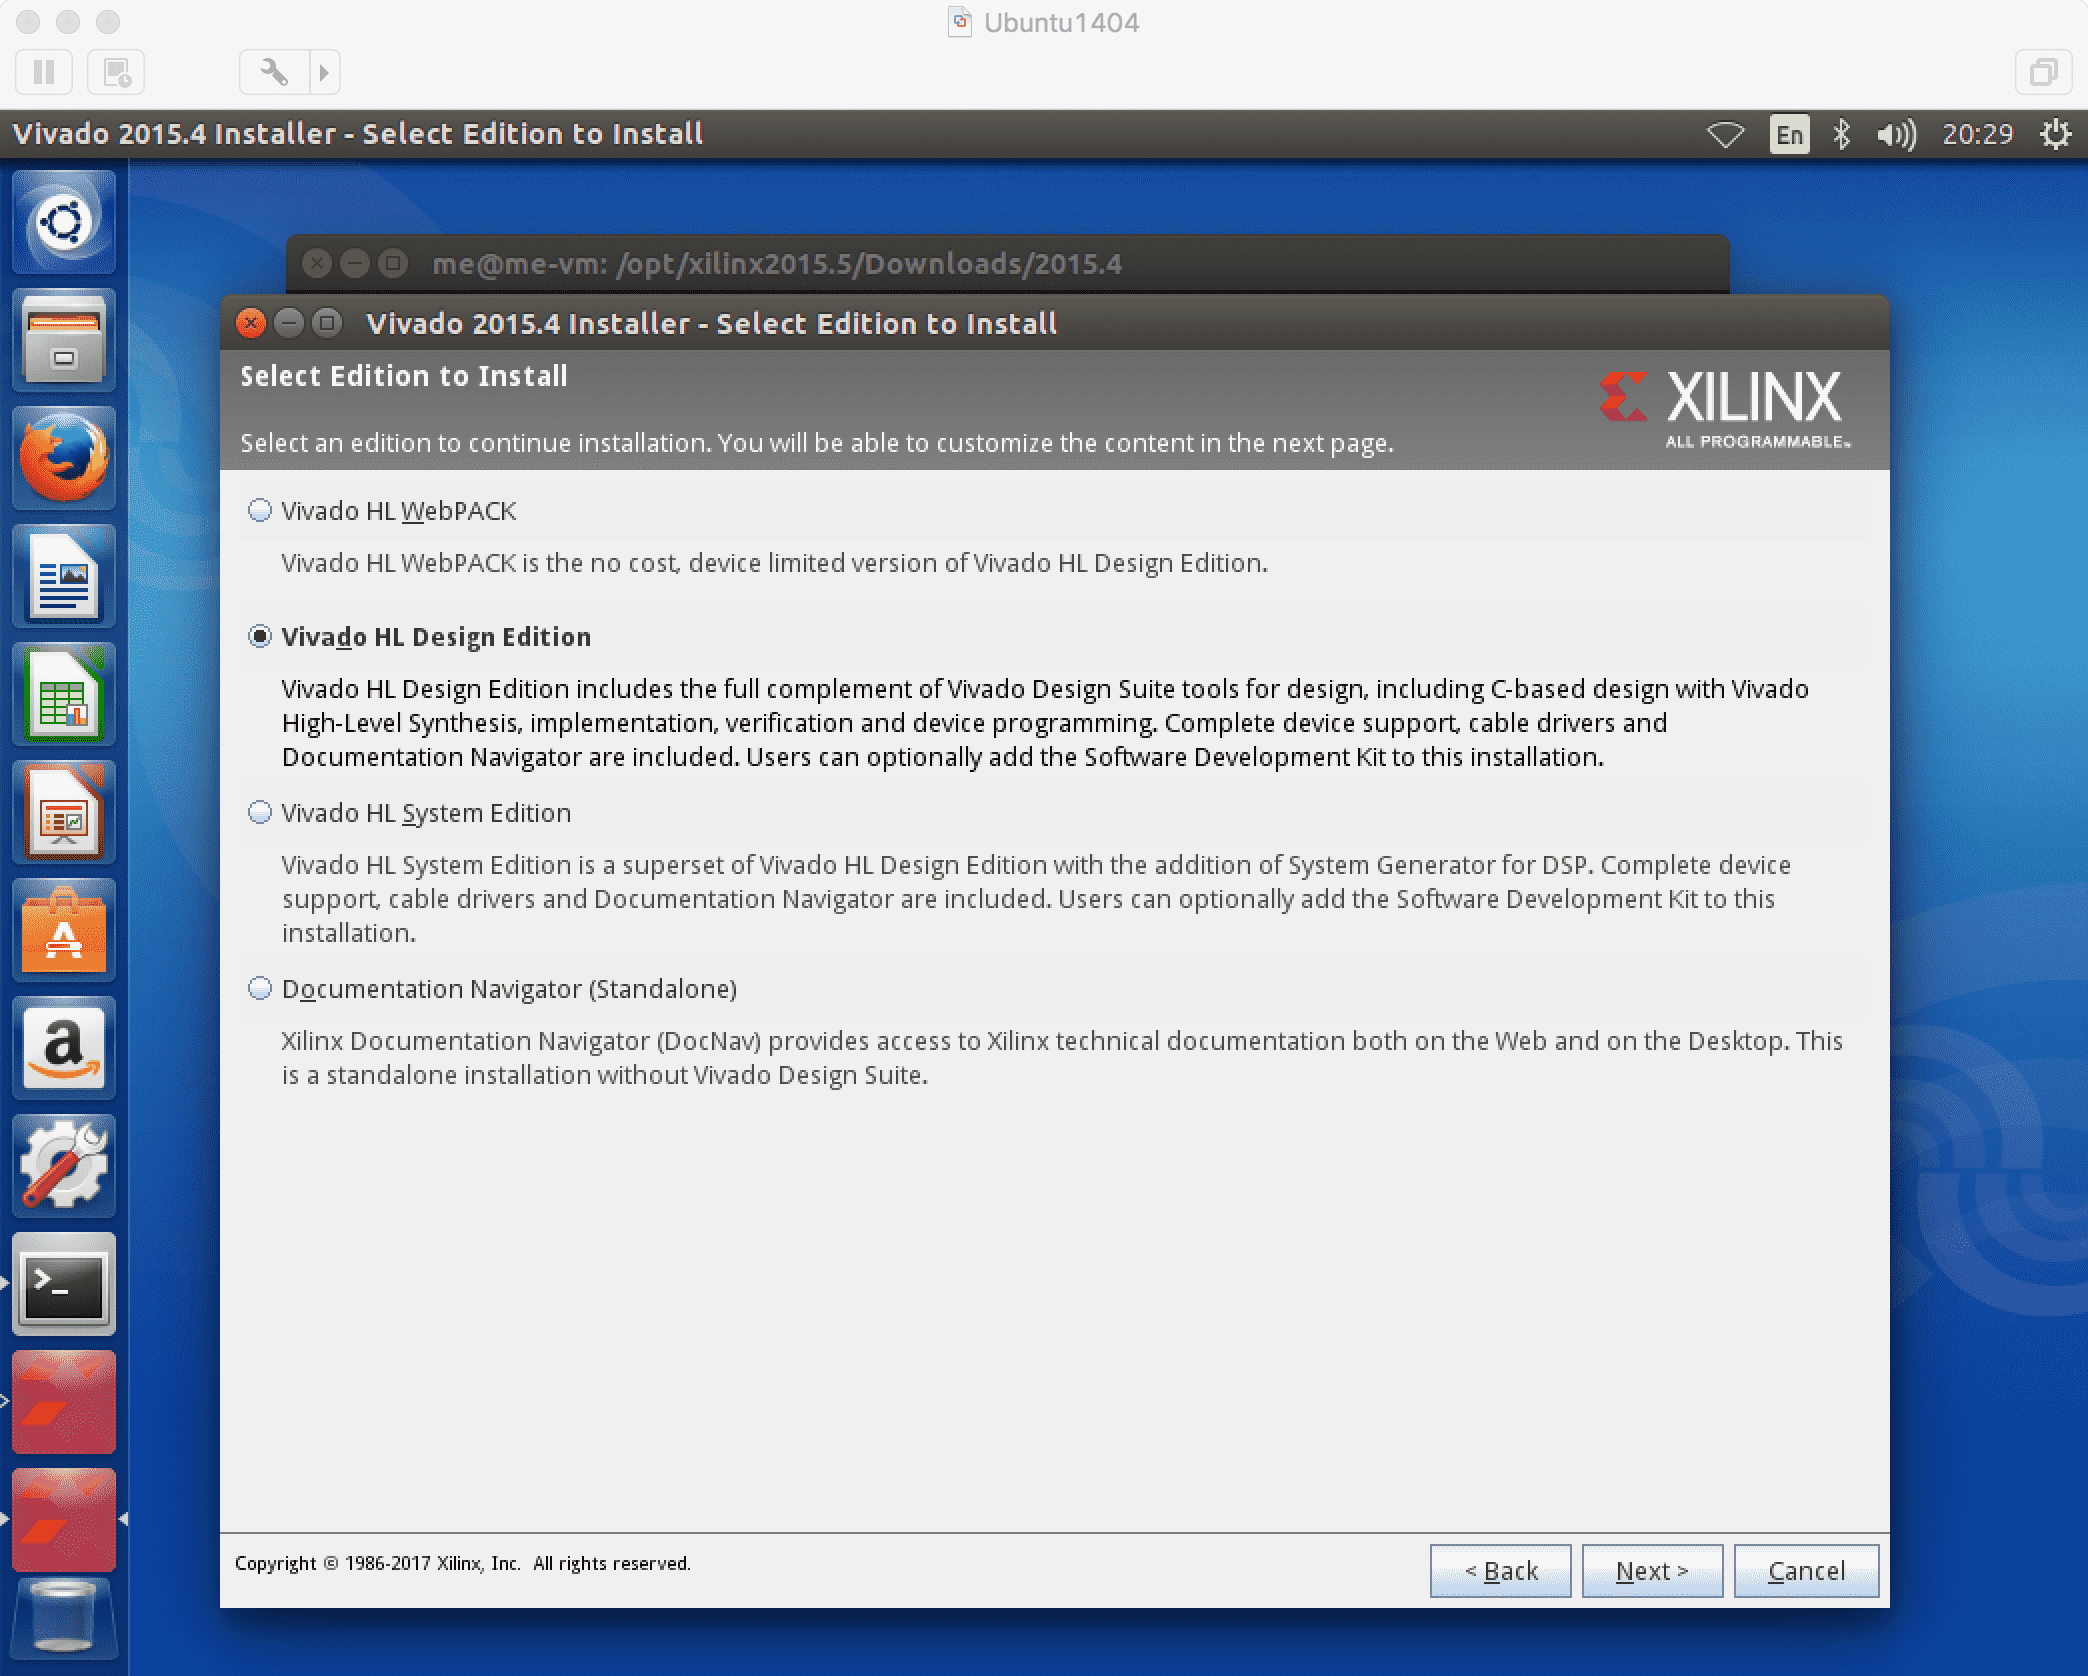 Ubuntu1404
Vivado 2015.4 Installer - Select Edition to Install
En
20:29
me@me-vm: /opt/xilinx2015.5/Downloads/2015.4
Vivado 2015.4 Installer - Select Edition to Install
Select Edition to Install
XILINX
ALL PROGRAMMABLE™
Select an edition to continue installation. You will be able to customize the content in the next page.
Vivado HL WebPACK
Vivado HL WebPACK is the no cost, device limited version of Vivado HL Design Edition.
Vivado HL Design Edition
Vivado HL Design Edition includes the full complement of Vivado Design Suite tools for design, including C-based design with Vivado
High-Level Synthesis, implementation, verification and device programming. Complete device support, cable drivers and
Documentation Navigator are included. Users can optionally add the Software Development Kit to this installation.
Vivado HL System Edition
Vivado HL System Edition is a superset of Vivado HL Design Edition with the addition of System Generator for DSP. Complete device
support, cable drivers and Documentation Navigator are included. Users can optionally add the Software Development Kit to this
installation.
Documentation Navigator (Standalone)
Xilinx Documentation Navigator (DocNav) provides access to Xilinx technical documentation both on the Web and on the Desktop. This
is a standalone installation without Vivado Design Suite.
Copyright © 1986-2017 Xilinx, Inc. All rights reserved.
< Back
Next >
Cancel